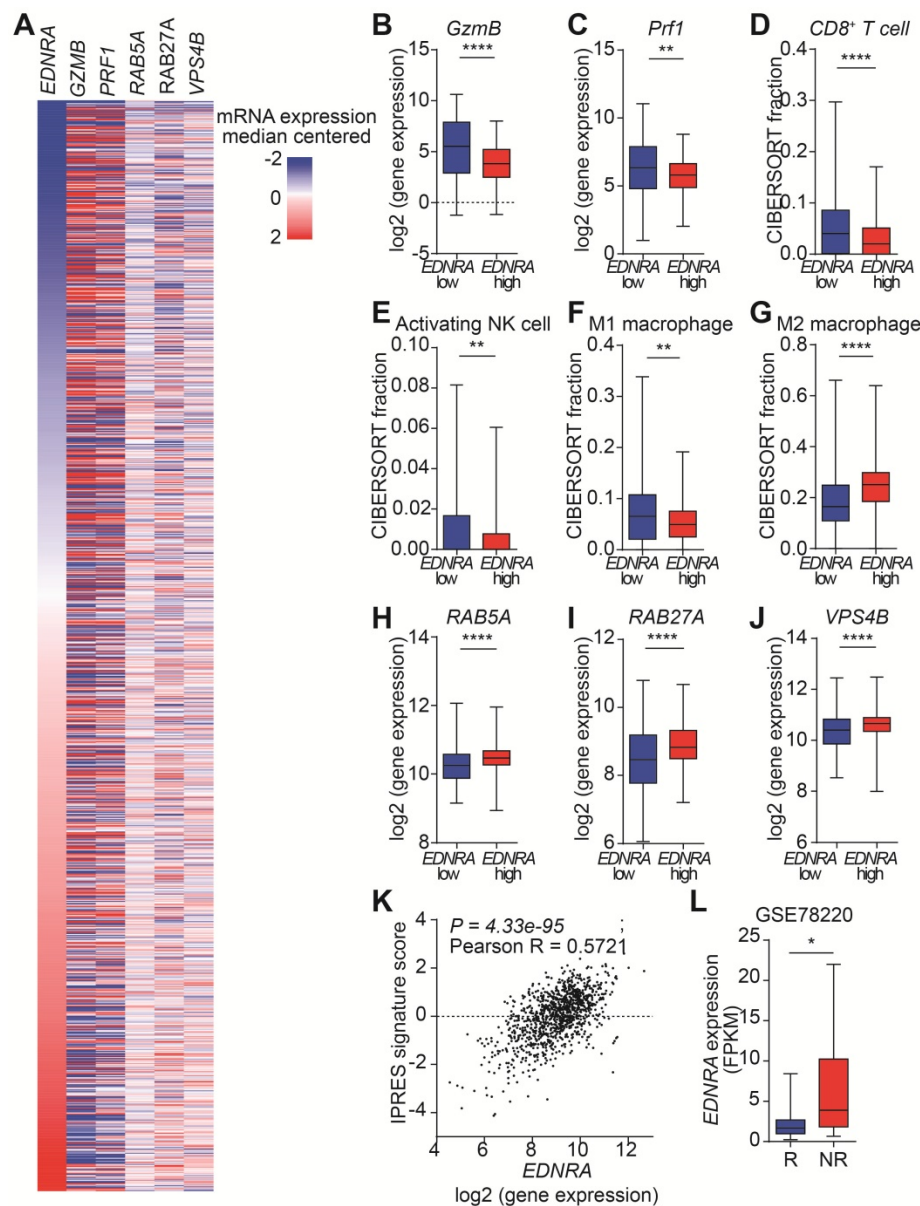 A
EDNRA
GZMB
PRF1
RAB5A
RAB27A
VPS4B
mRNA expression
median centered
-2
0
2
B
GzmB
****
log2 (gene expression)
15
10
5
0
-5
EDNRA low
EDNRA high
C
Prf1
**
log2 (gene expression)
15
10
5
0
EDNRA low
EDNRA high
D
CD8+ T cell
****
CIBERSORT fraction
0.4
0.3
0.2
0.1
0.0
EDNRA low
EDNRA high
E
Activating NK cell
**
CIBERSORT fraction
0.10
0.08
0.06
0.04
0.02
0.00
EDNRA low
EDNRA high
F
M1 macrophage
**
CIBERSORT fraction
0.4
0.3
0.2
0.1
0.0
EDNRA low
EDNRA high
G
M2 macrophage
****
CIBERSORT fraction
0.8
0.6
0.4
0.2
0.0
EDNRA low
EDNRA high
H
RAB5A
****
log2 (gene expression)
14
12
10
8
EDNRA low
EDNRA high
I
RAB27A
****
log2 (gene expression)
12
10
8
6
EDNRA low
EDNRA high
J
VPS4B
****
log2 (gene expression)
14
12
10
8
6
EDNRA low
EDNRA high
K
P = 4.33e-95
;
Pearson R = 0.5721
IPRES signature score
4
2
0
-2
-4
4
6
8
10
12
EDNRA
log2 (gene expression)
L
GSE78220
*
EDNRA expression
(FPKM)
25
20
15
10
5
0
R
NR